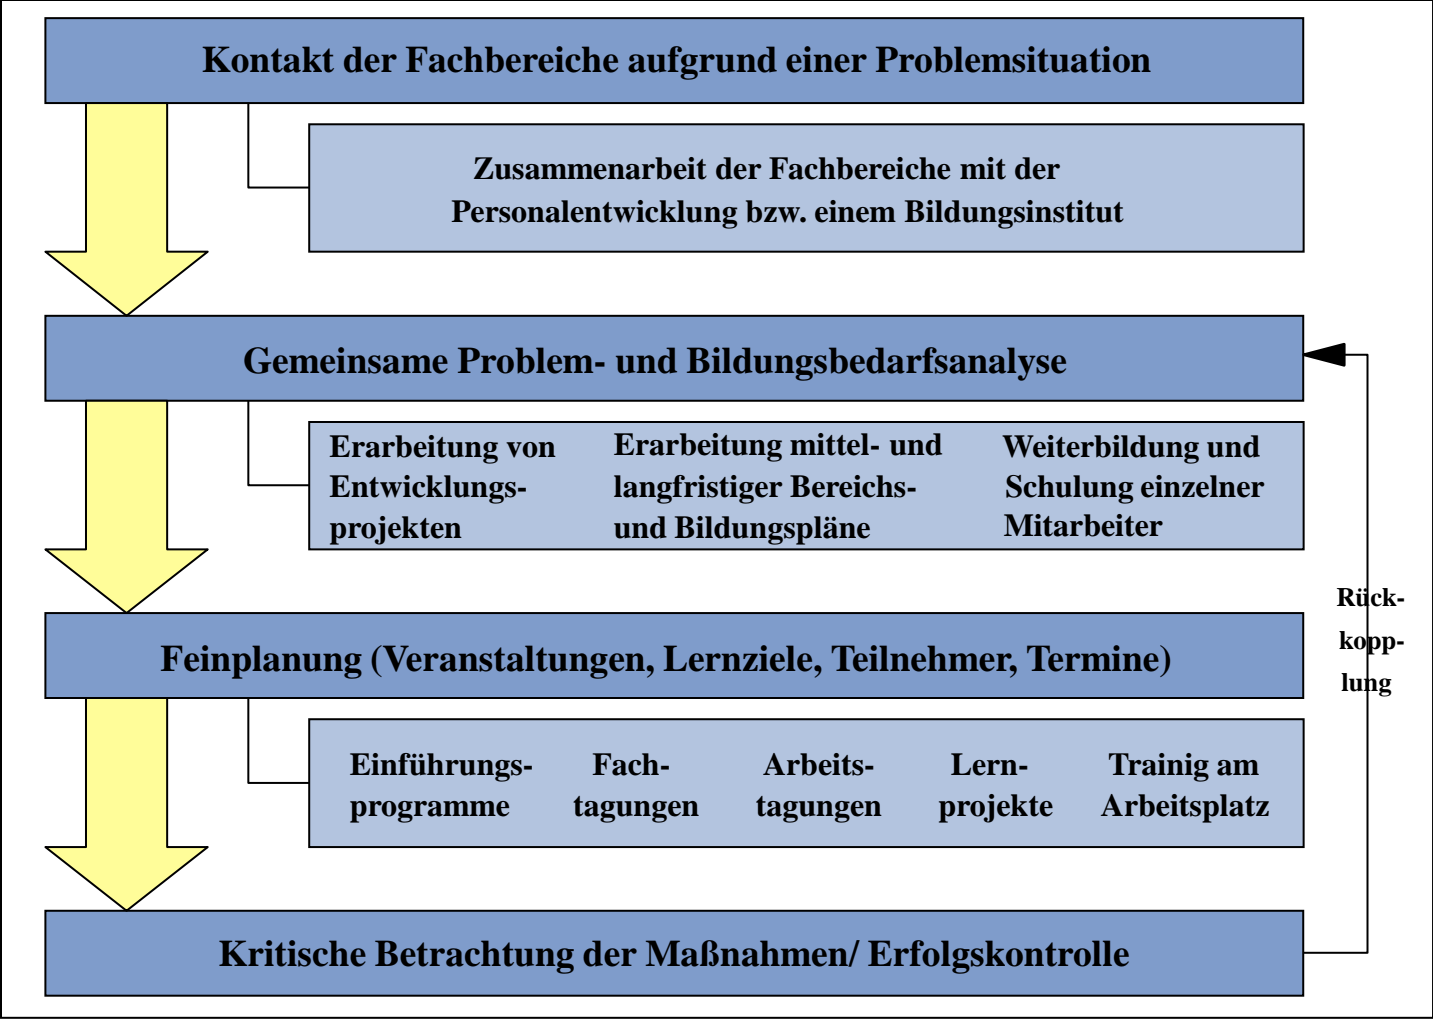 Kontakt der Fachbereiche aufgrund einer Problemsituation
Zusammenarbeit der Fachbereiche mit der
Personalentwicklung bzw. einem Bildungsinstitut
Gemeinsame Problem- und Bildungsbedarfsanalyse
Erarbeitung von
Entwicklungs-
projekten
Erarbeitung mittel- und
langfristiger Bereichs-
und Bildungspläne
Weiterbildung und
Schulung einzelner
Mitarbeiter
Rück-
kopp-
lung
Feinplanung (Veranstaltungen, Lernziele, Teilnehmer, Termine)
Einführungs-
programme
Fach-
tagungen
Arbeits-
tagungen
Lern-
projekte
Trainig am
Arbeitsplatz
Kritische Betrachtung der Maßnahmen/ Erfolgskontrolle